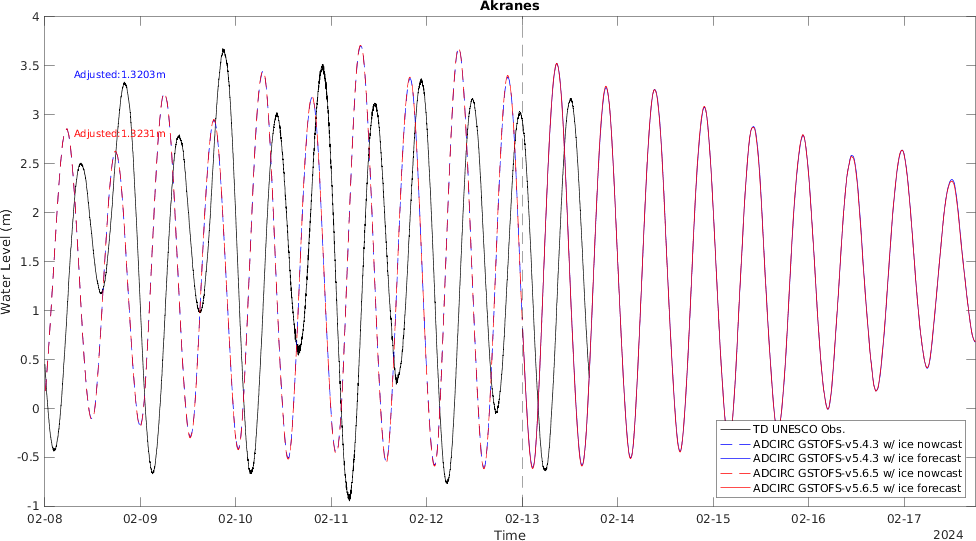 Akranes
4
3.5
3
2.5
2
1.5
1
0.5
0
-0.5
-1
Water Level (m)
Adjusted:1.3203m
Adjusted:1.3231m
TD UNESCO Obs.
ADCIRC GSTOFS-v5.4.3 w/ ice nowcast
ADCIRC GSTOFS-v5.4.3 w/ ice forecast
ADCIRC GSTOFS-v5.6.5 w/ ice nowcast
ADCIRC GSTOFS-v5.6.5 w/ ice forecast
02-08 02-09 02-10 02-11 02-12 02-13 02-14 02-15 02-16 02-17
Time
2024